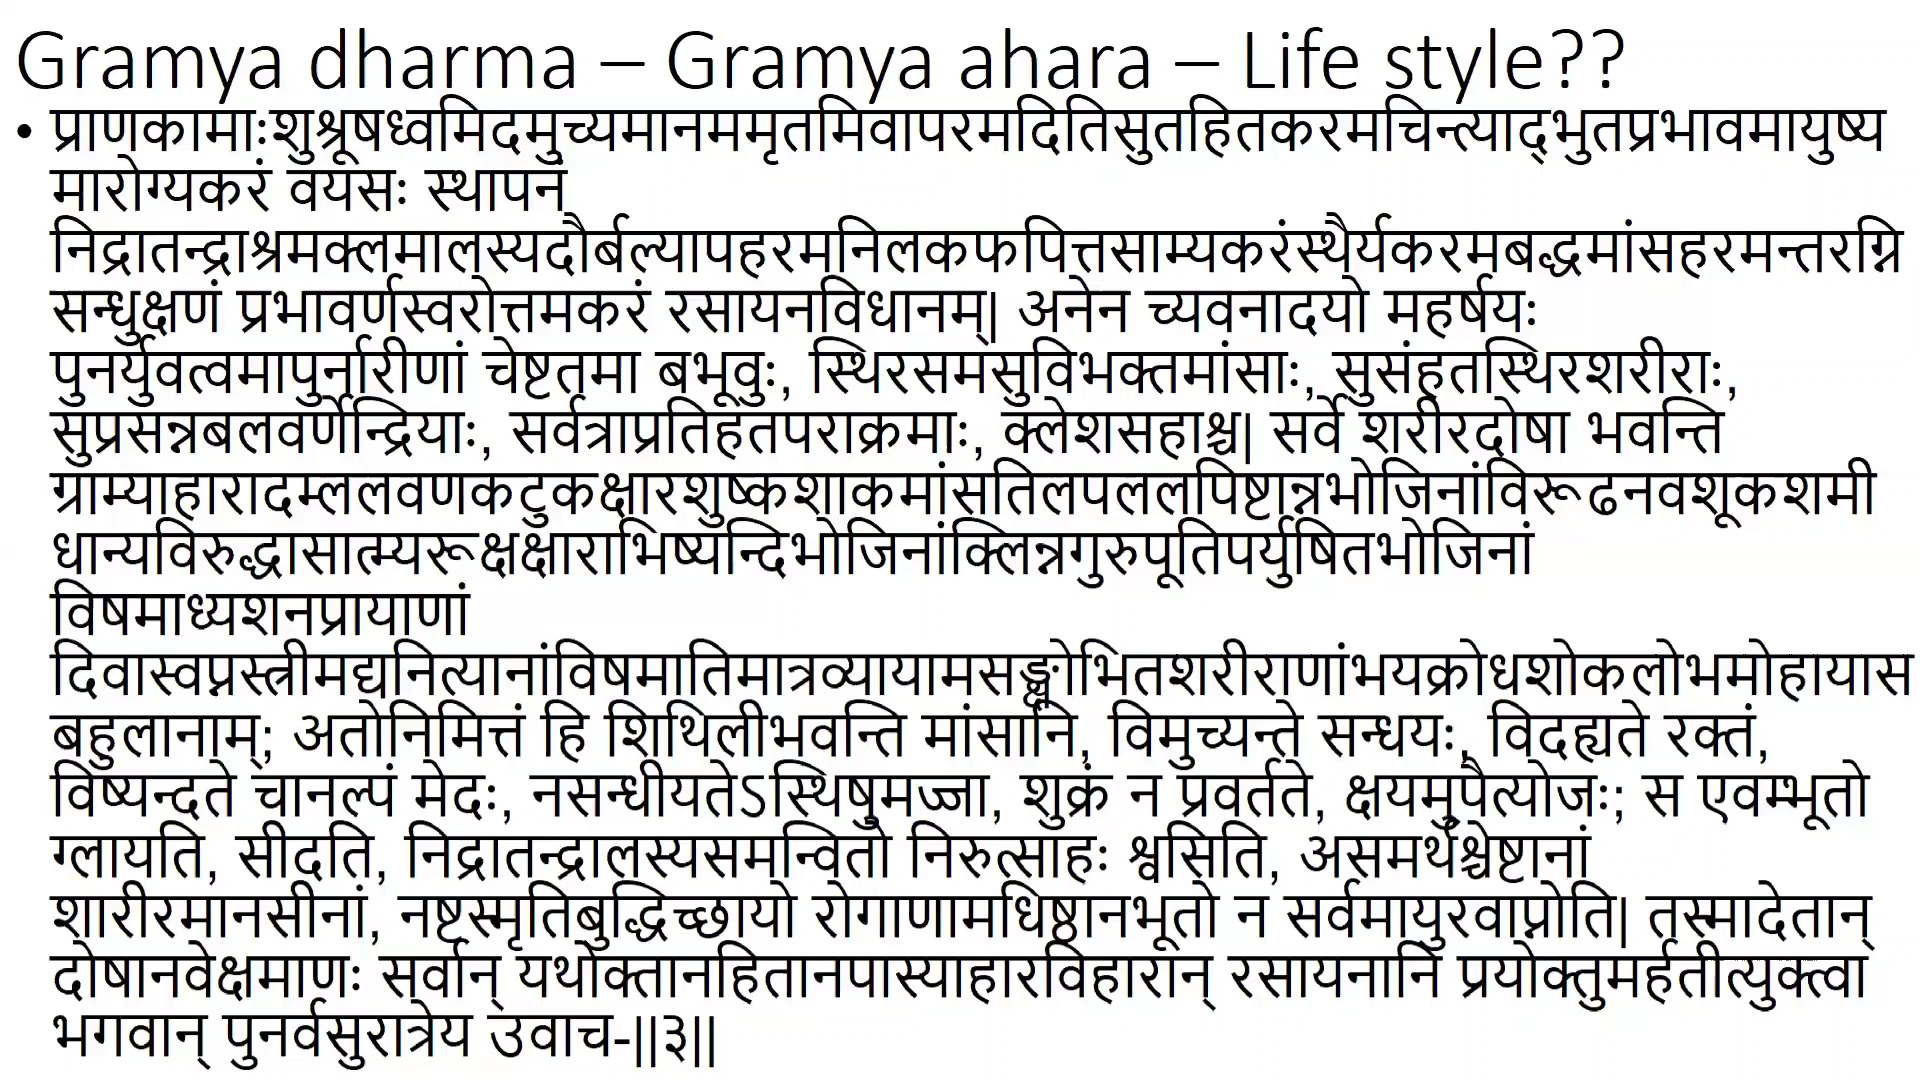 Gramya dharma – Gramya ahara – Life style??
• प्राणकामाःशुश्रूषध्वमिदमुच्यमानममृतमिवापरमदितिसुतहितकरमचिन्त्याद्भुतप्रभावमायुष्य
मारोग्यकरं वयसः स्थापनं
निद्रातन्द्राश्रमक्लमालस्यदौर्बल्यापहरमनिलकफपित्तसाम्यकरंस्थैर्यकरमबद्धमांसहरमन्तरग्नि
सन्धुक्षणं प्रभावर्णस्वरोत्तमकरं रसायनविधानम्| अनेन च्यवनादयो महर्षयः
पुनर्युवत्वमापुर्नारीणां चेष्टतमा बभूवुः, स्थिरसमसुविभक्तमांसाः, सुसंहतस्थिरशरीराः,
सुप्रसन्नबलवर्णेन्द्रियाः, सर्वत्राप्रतिहतपराक्रमाः, क्लेशसहाश्च| सर्वे शरीरदोषा भवन्ति
ग्राम्याहारादम्ललवणकटुकक्षारशुष्कशाकमांसतिलपललपिष्टान्नभोजिनांविरूढनवशूकशमी
धान्यविरुद्धासात्म्यरूक्षक्षाराभिष्यन्दिभोजिनांक्लिन्नगुरुपूतिपर्युषितभोजिनां
विषमाध्यशनप्रायाणां
दिवास्वप्नस्त्रीमद्यनित्यानांविषमातिमात्रव्यायामसङ्क्षोभितशरीराणांभयक्रोधशोकलोभमोहायास
बहुलानाम्; अतोनिमित्तं हि शिथिलीभवन्ति मांसानि, विमुच्यन्ते सन्धयः, विदह्यते रक्तं,
विष्यन्दते चानल्पं मेदः, नसन्धीयतेऽस्थिषुमज्जा, शुक्रं न प्रवर्तते, क्षयमुपैत्योजः; स एवम्भूतो
ग्लायति, सीदति, निद्रातन्द्रालस्यसमन्वितो निरुत्साहः श्वसिति, असमर्थश्चेष्टानां
शारीरमानसीनां, नष्टस्मृतिबुद्धिच्छायो रोगाणामधिष्ठानभूतो न सर्वमायुरवाप्नोति| तस्मादेतान्
दोषानवेक्षमाणः सर्वान् यथोक्तानहितानपास्याहारविहारान् रसायनानि प्रयोक्तुमर्हतीत्युक्त्वा
भगवान् पुनर्वसुरात्रेय उवाच-||३||